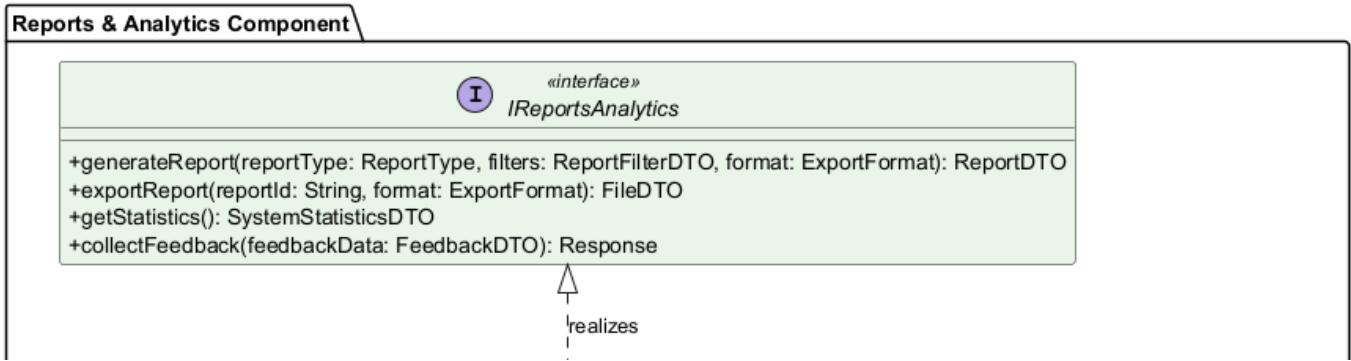 Reports & Analytics Component
«interface»
I IReportsAnalytics
+generateReport(reportType: ReportType, filters: ReportFilterDTO, format: ExportFormat): ReportDTO
+exportReport(reportId: String, format: ExportFormat): FileDTO
+getStatistics(): SystemStatisticsDTO
+collectFeedback(feedbackData: FeedbackDTO): Response
realizes